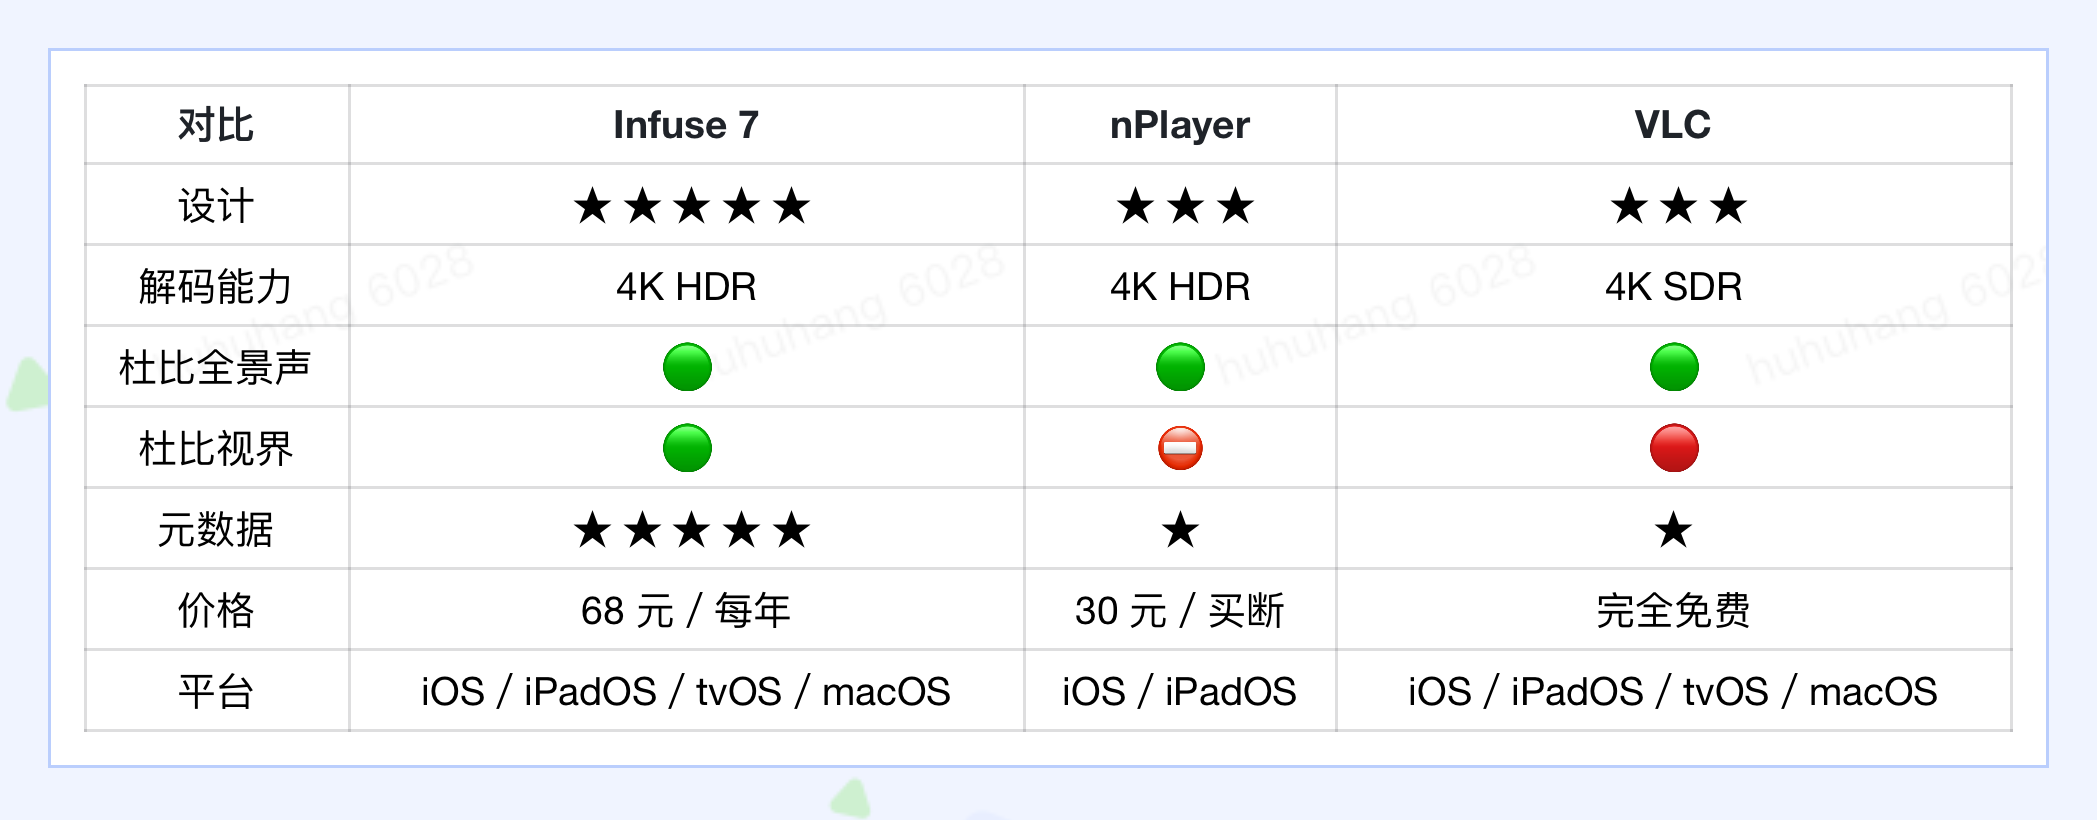 对比 Infuse 7 nPlayer VLC
设计 ★★★★★ ★★★ ★★★
解码能力 4K HDR 4K HDR 4K SDR
杜比全景声
杜比视界
元数据 ★★★★★ ★ ★
价格 68 元 / 每年 30 元 / 买断 完全免费
平台 iOS / iPadOS / tvOS / macOS iOS / iPadOS iOS / iPadOS / tvOS / macOS
huhuhang 6028
huhuhang 6028
huhuhang 6028
huhuhang 6028